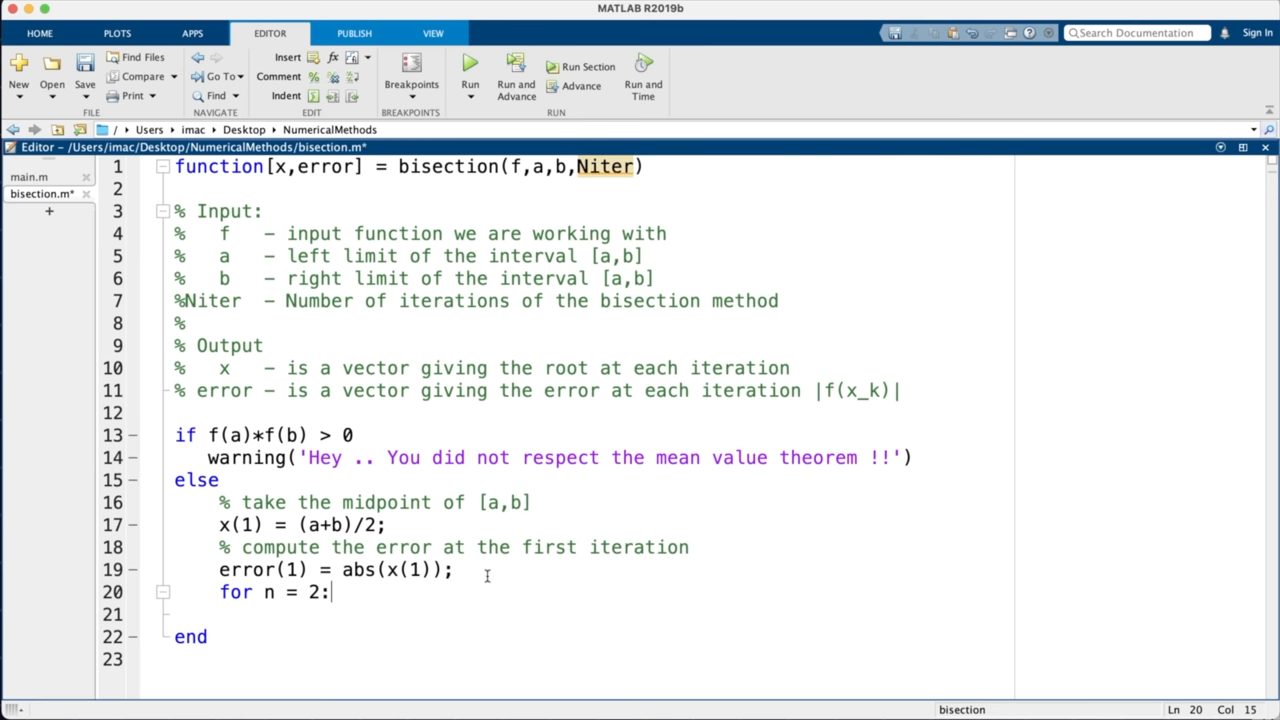 MATLAB R2019b
HOME PLOTS APPS EDITOR PUBLISH VIEW Search Documentation Sign In
Find Files Insert fx Run Section
New Open Save Compare Go To Comment % Breakpoints Run Run and Advance Advance Run and Time
Print Find Indent
FILE NAVIGATE EDIT BREAKPOINTS RUN
/ Users imac Desktop NumericalMethods
Editor – /Users/imac/Desktop/NumericalMethods/bisection.m*
main.m
bisection.m*
+
1 function[x,error] = bisection(f,a,b,Niter)
2
3 % Input:
4 %   f   – input function we are working with
5 %   a   – left limit of the interval [a,b]
6 %   b   – right limit of the interval [a,b]
7 %Niter  – Number of iterations of the bisection method
8 %
9 % Output
10 %   x   – is a vector giving the root at each iteration
11 % error – is a vector giving the error at each iteration |f(x_k)|
12
13 – if f(a)*f(b) > 0
14 –    warning('Hey .. You did not respect the mean value theorem !!')
15 – else
16     % take the midpoint of [a,b]
17 –     x(1) = (a+b)/2;
18     % compute the error at the first iteration
19 –     error(1) = abs(x(1));
20     for n = 2:
21
22 – end
23
bisection Ln 20 Col 15